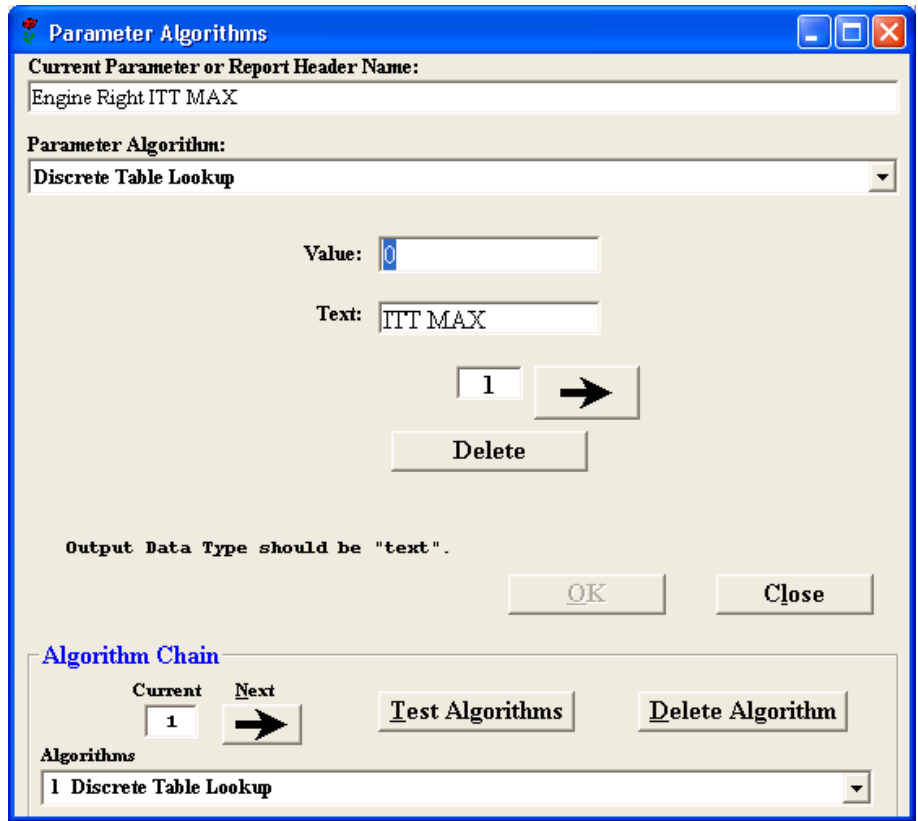 Parameter Algorithms
Current Parameter or Report Header Name:
Engine Right ITT MAX
Parameter Algorithm:
Discrete Table Lookup
Value: 0
Text: ITT MAX
1
Delete
Output Data Type should be "text".
OK Close
Algorithm Chain
Current Next
1 Test Algorithms Delete Algorithm
Algorithms
1 Discrete Table Lookup